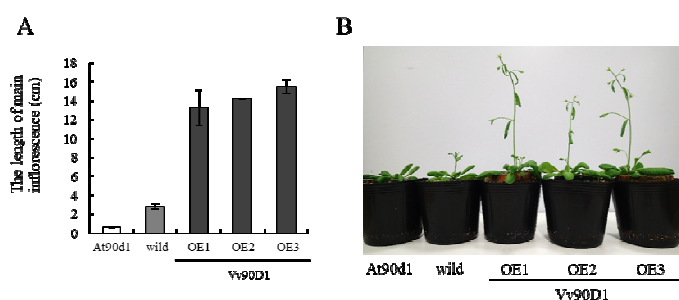 A
The length of main
inflorescence (cm)
18
16
14
12
10
8
6
4
2
0
At90d1 wild OE1 OE2 OE3
Vv90D1
B
At90d1 wild OE1 OE2 OE3
Vv90D1